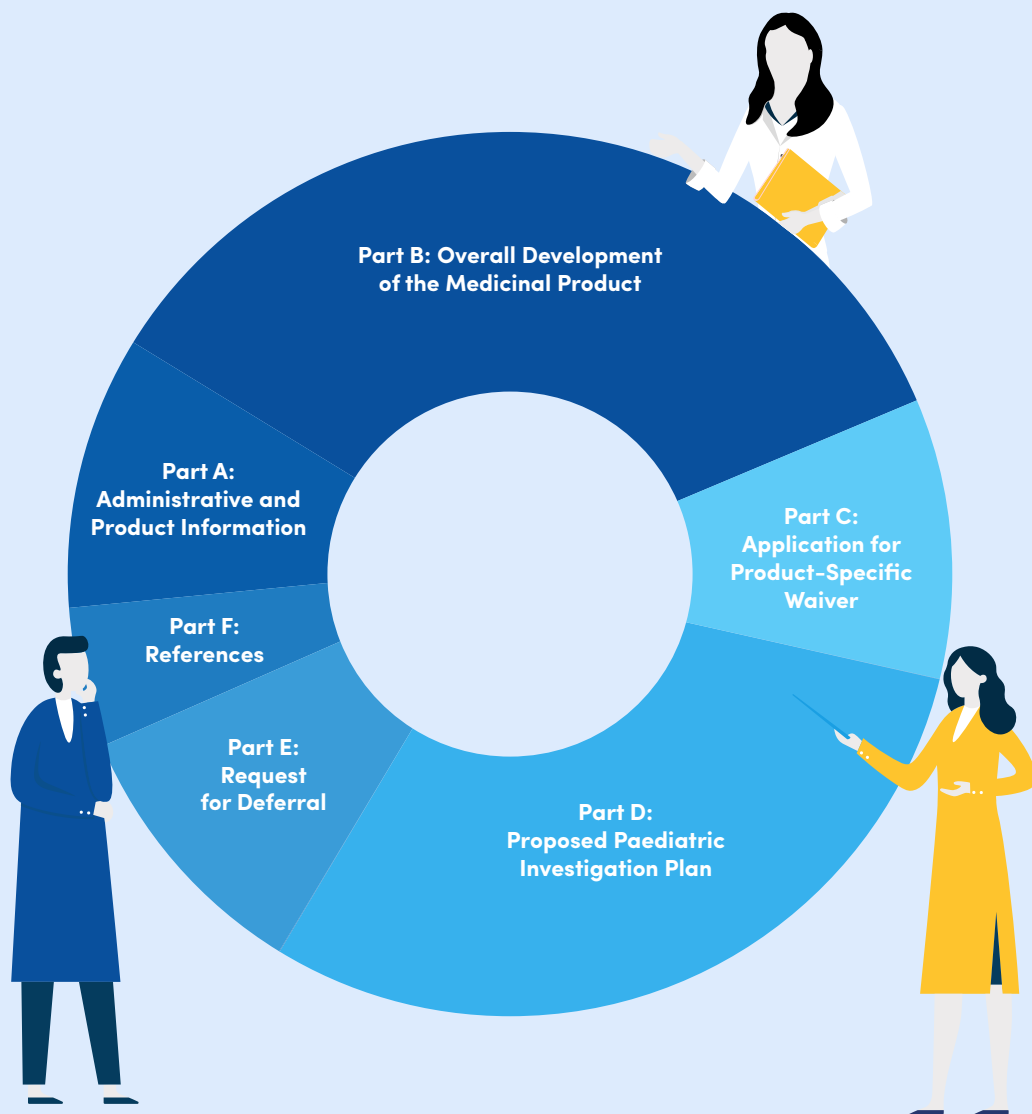 Part B: Overall Development
of the Medicinal Product
Part A:
Administrative and
Product Information
Part C:
Application for
Product-Specific
Waiver
Part F:
References
Part E:
Request
for Deferral
Part D:
Proposed Paediatric
Investigation Plan